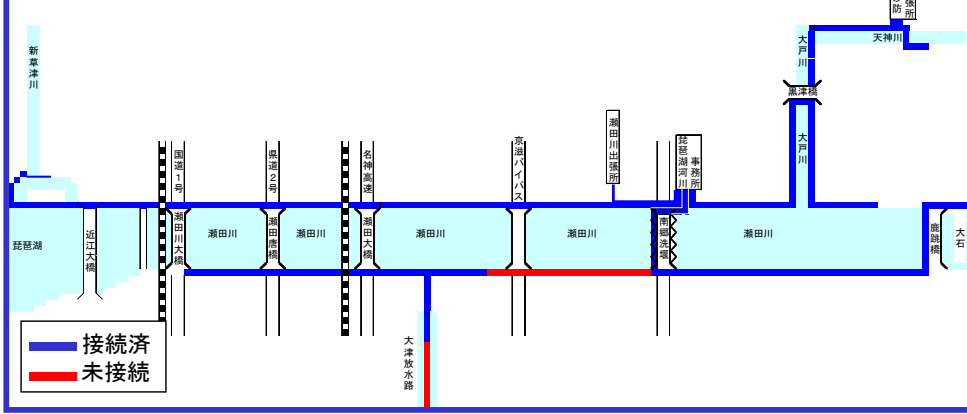 張所
防
天神川
大戸川
新草津川
黒津橋
大戸川
瀬田川出張所
琵琶湖河川
事務所
国道1号
県道2号
名神高速
京滋バイパス
琵琶湖
近江大橋
瀬田川大橋
瀬田川
瀬田唐橋
瀬田川
瀬田大橋
瀬田川
瀬田川
南郷洗堰
瀬田川
鹿跳橋
大石
大津放水路
接続済
未接続